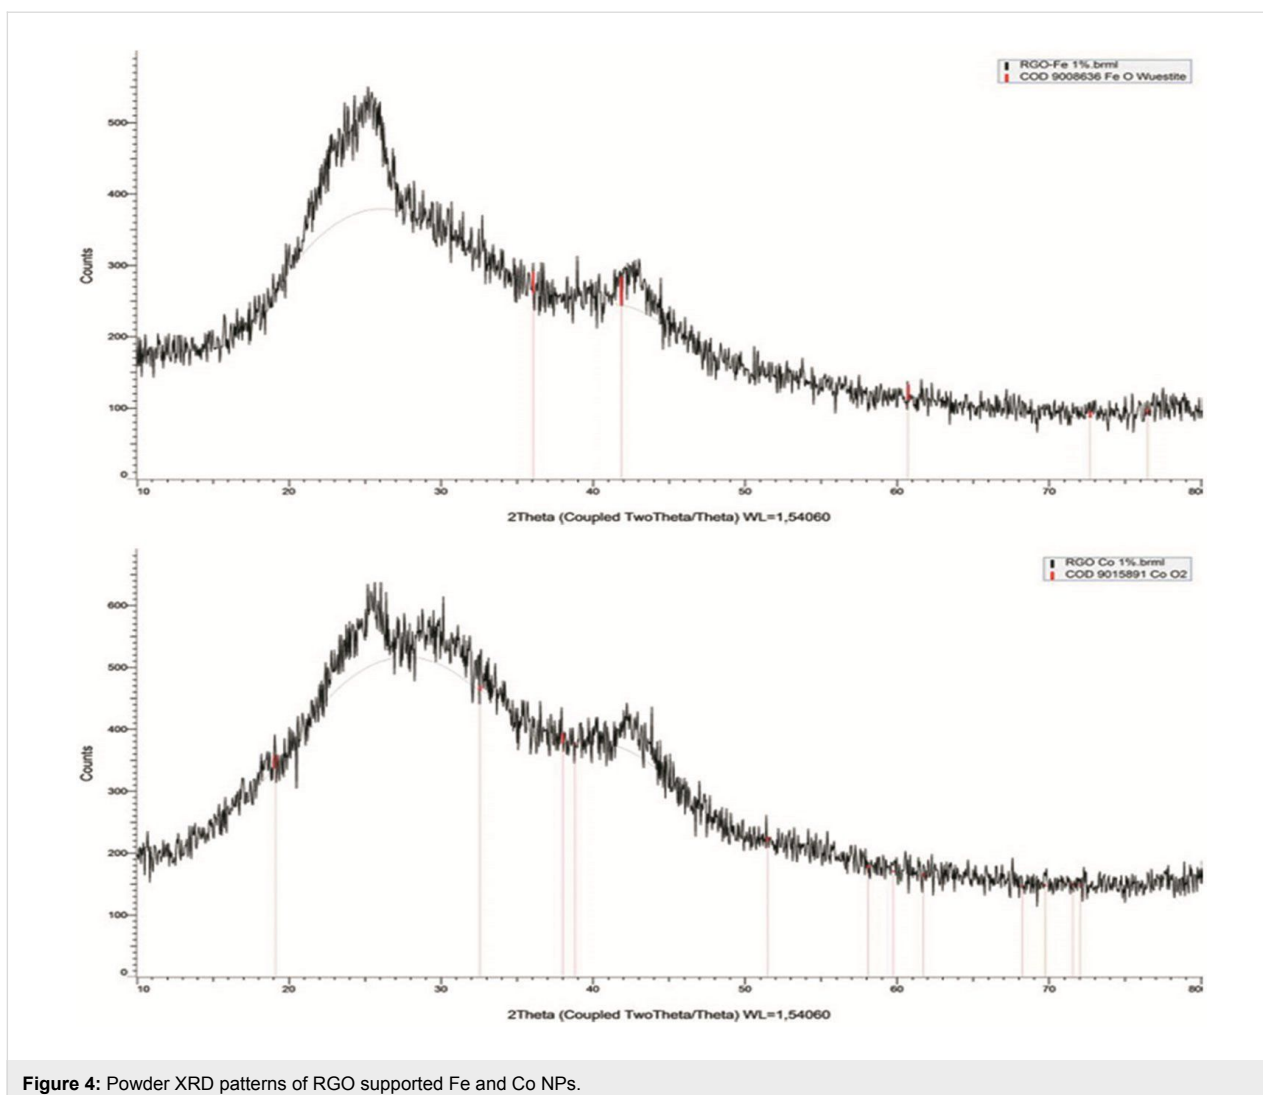 RGO-Fe 1%.brml
COD 9008636 Fe O Wuestite
500
400
300
200
100
0
Counts
10 20 30 40 50 60 70 80
2Theta (Coupled TwoTheta/Theta) WL=1,54060
RGO Co 1%.brml
COD 9015891 Co O2
600
500
400
300
200
100
0
Counts
10 20 30 40 50 60 70 80
2Theta (Coupled TwoTheta/Theta) WL=1,54060
Figure 4: Powder XRD patterns of RGO supported Fe and Co NPs.